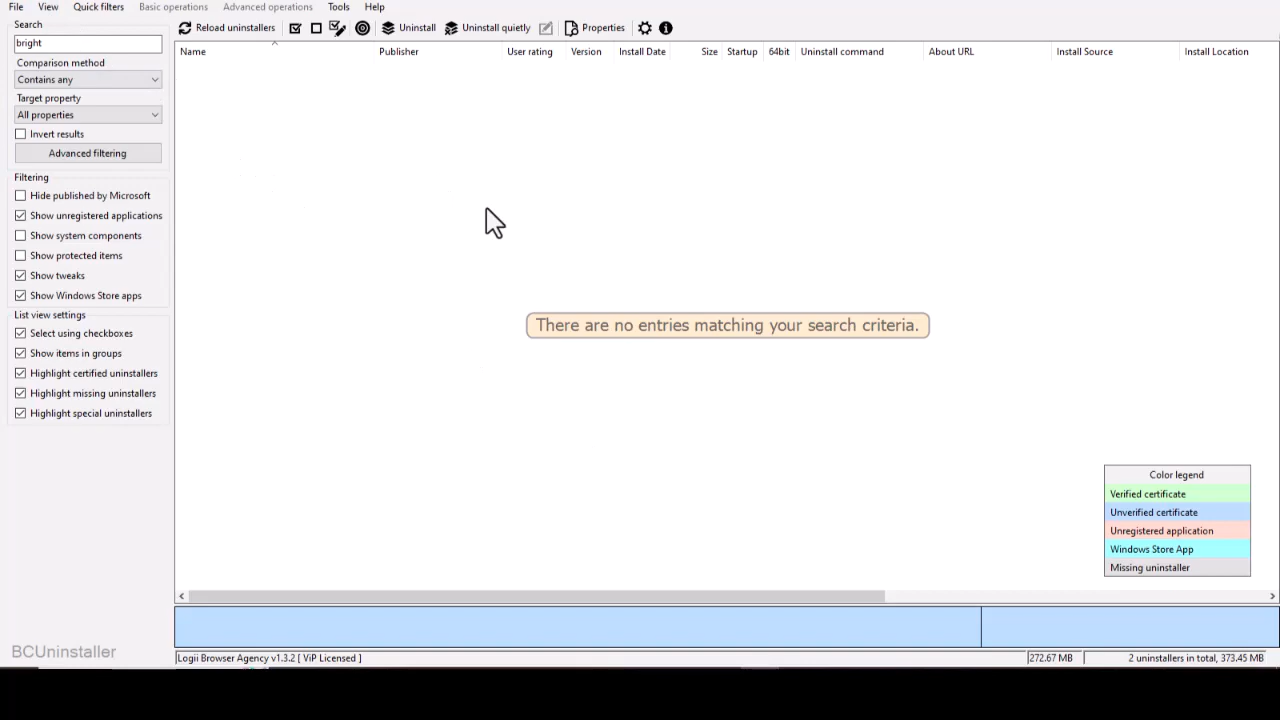 File View Quick filters Basic operations Advanced operations Tools Help
Search
bright
Comparison method
Contains any
Target property
All properties
Invert results
Advanced filtering
Filtering
Hide published by Microsoft
Show unregistered applications
Show system components
Show protected items
Show tweaks
Show Windows Store apps
List view settings
Select using checkboxes
Show items in groups
Highlight certified uninstallers
Highlight missing uninstallers
Highlight special uninstallers
BCUninstaller
Reload uninstallers Uninstall Uninstall quietly Properties
Name Publisher User rating Version Install Date Size Startup 64bit Uninstall command About URL Install Source Install Location
There are no entries matching your search criteria.
Color legend
Verified certificate
Unverified certificate
Unregistered application
Windows Store App
Missing uninstaller
Logii Browser Agency v1.3.2 [ ViP Licensed ] 272.67 MB 2 uninstallers in total, 373.45 MB